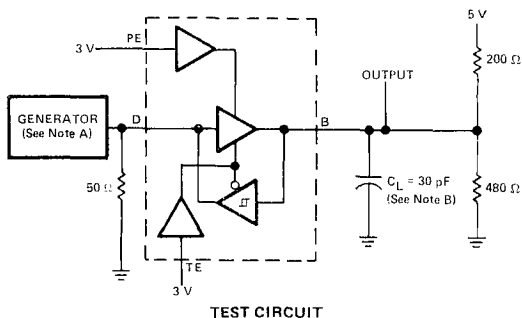 5 V
PE
3 V
200 Ω
OUTPUT
GENERATOR
(See Note A)
D
B
50 Ω
C_L = 30 pF
(See Note B)
480 Ω
TE
3 V
TEST CIRCUIT